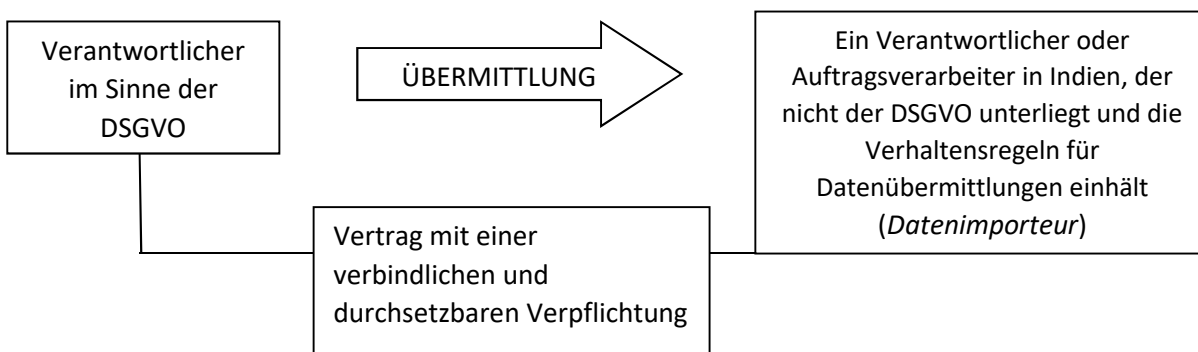 Verantwortlicher
im Sinne der
DSGVO
ÜBERMITTLUNG
Ein Verantwortlicher oder
Auftragsverarbeiter in Indien, der
nicht der DSGVO unterliegt und die
Verhaltensregeln für
Datenübermittlungen einhält
(Datenimporteur)
Vertrag mit einer
verbindlichen und
durchsetzbaren Verpflichtung